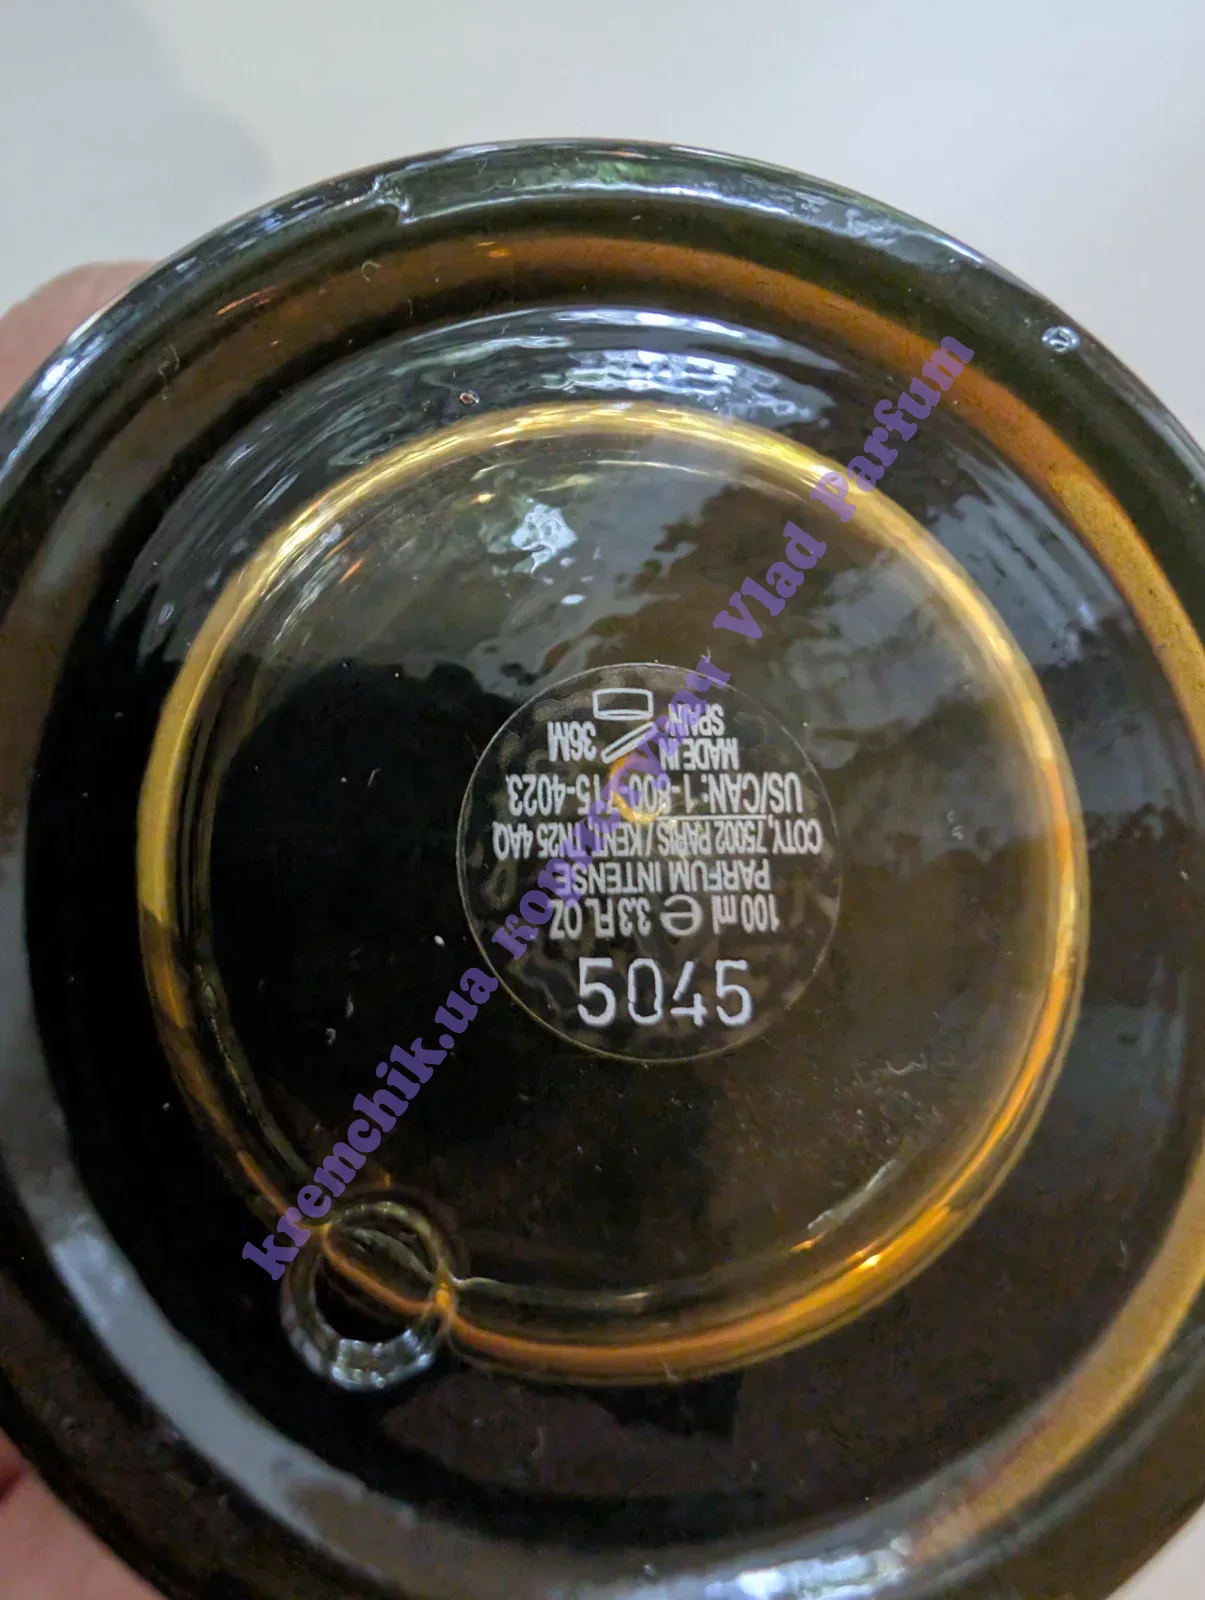 100 ml ℮ 3.3 FL. OZ
PARFUM INTENSE
COTY, 75002 PARIS / KENT, TN25 4AQ
US/CAN: 1-800-715-4023
MADE IN
SPAIN
36M
5045
kremchik.ua користувач Vlad Parfum